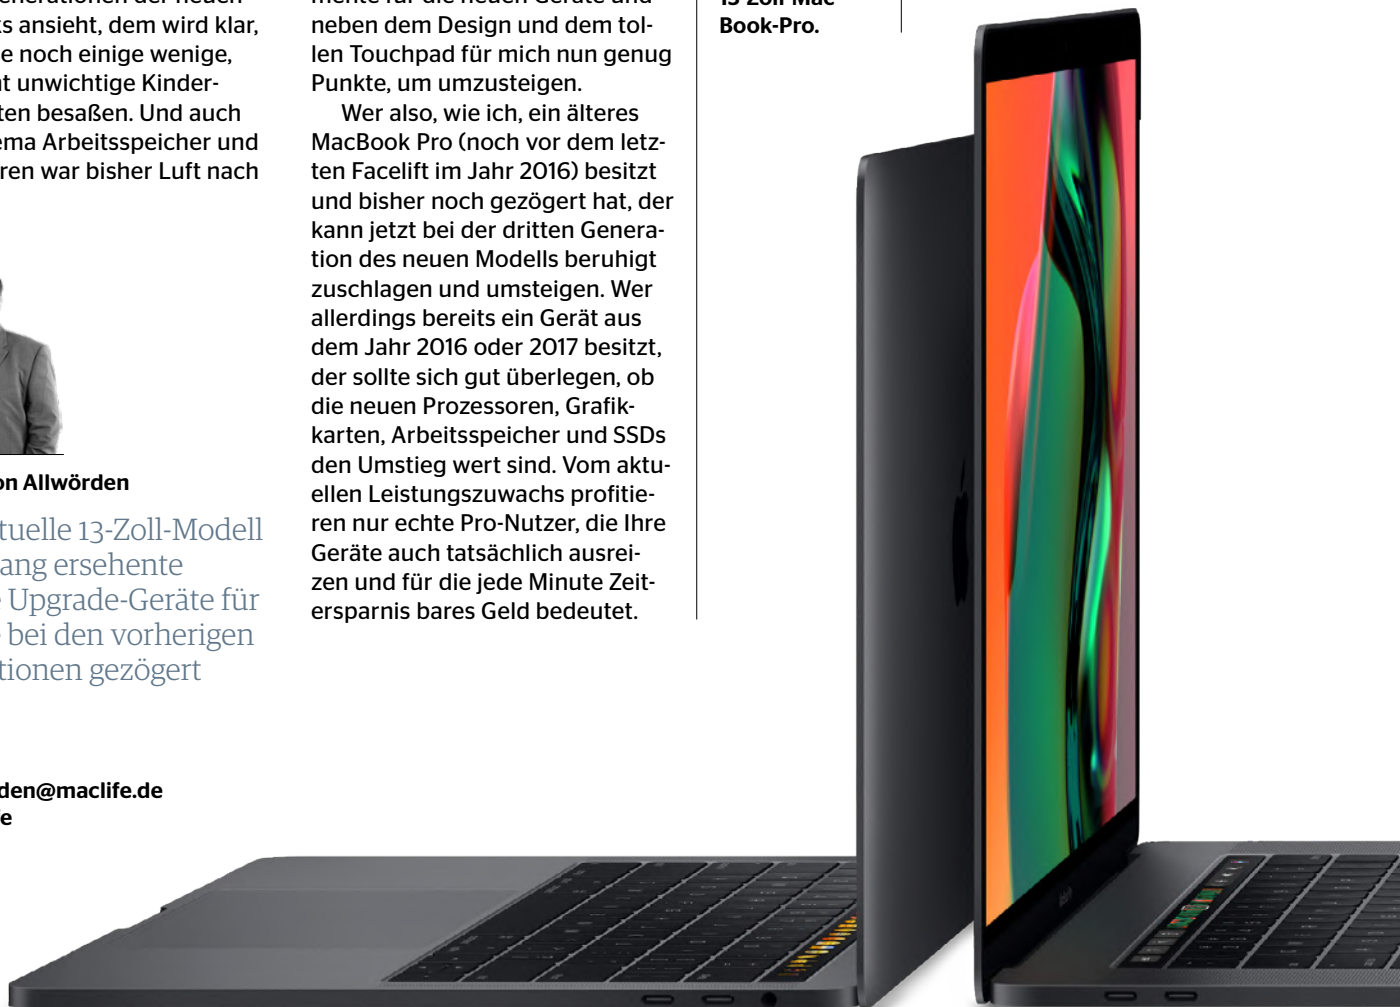 ks ansieht, dem wird klar,
e noch einige wenige,
nt unwichtige Kinder-
ten besaßen. Und auch
ema Arbeitsspeicher und
ren war bisher Luft nach
on Allwörden
tuelle 13-Zoll-Modell
ang ersehente
e Upgrade-Geräte für
e bei den vorherigen
tionen gezögert
den@maclife.de
fe
mente für die neuen Geräte und
neben dem Design und dem tol-
len Touchpad für mich nun genug
Punkte, um umzusteigen.
Wer also, wie ich, ein älteres
MacBook Pro (noch vor dem letz-
ten Facelift im Jahr 2016) besitzt
und bisher noch gezögert hat, der
kann jetzt bei der dritten Genera-
tion des neuen Modells beruhigt
zuschlagen und umsteigen. Wer
allerdings bereits ein Gerät aus
dem Jahr 2016 oder 2017 besitzt,
der sollte sich gut überlegen, ob
die neuen Prozessoren, Grafik-
karten, Arbeitsspeicher und SSDs
den Umstieg wert sind. Vom aktu-
ellen Leistungszuwachs profitie-
ren nur echte Pro-Nutzer, die Ihre
Geräte auch tatsächlich ausrei-
zen und für die jede Minute Zeit-
ersparnis bares Geld bedeutet.
Book-Pro.